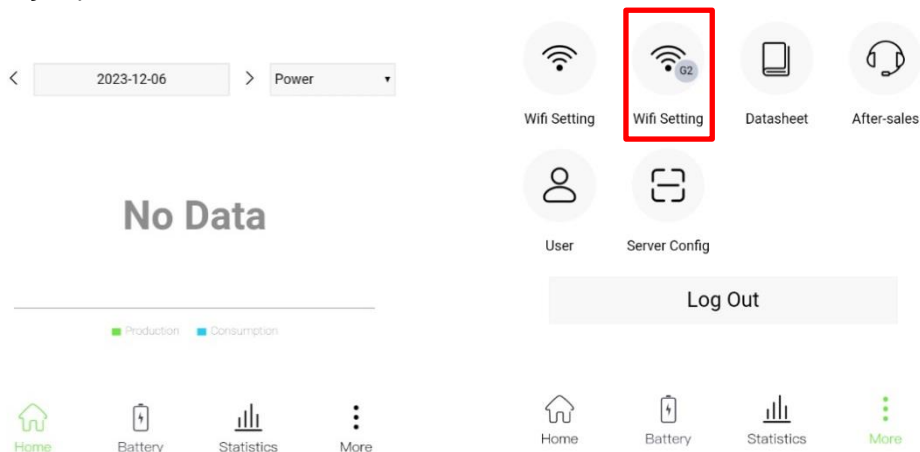 < 2023-12-06 > Power
No Data
Production Consumption
Home Battery Statistics More
G2
Wifi Setting Wifi Setting Datasheet After-sales
User Server Config
Log Out
Home Battery Statistics More